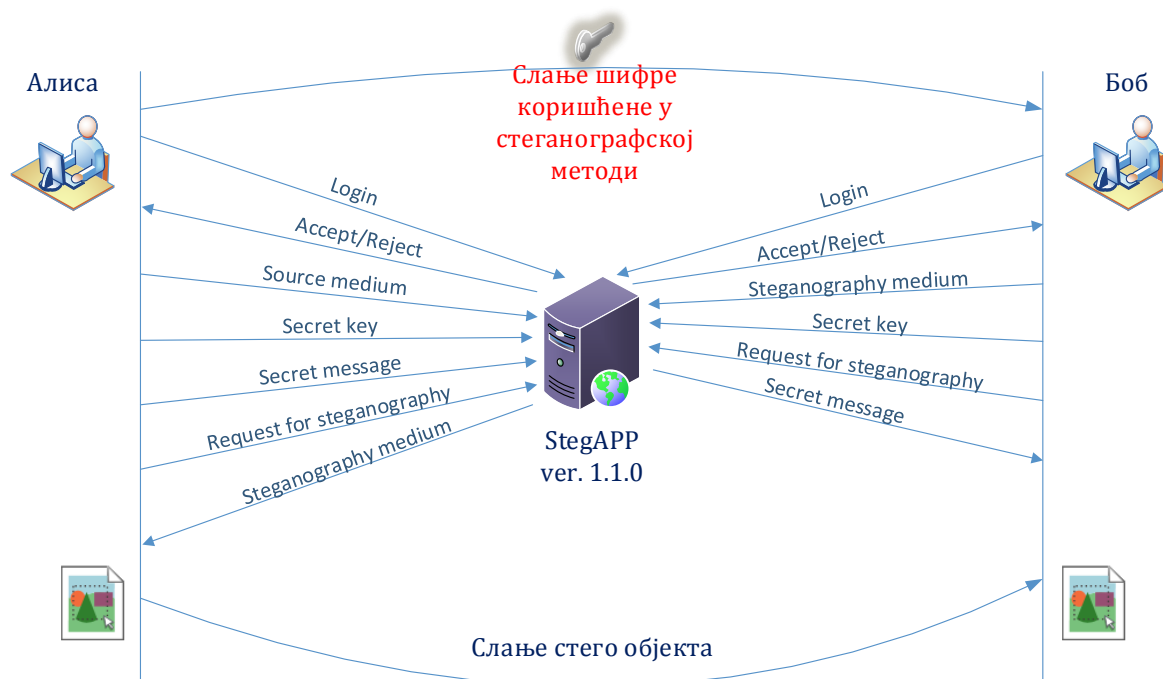 Слање шифре
коришћене у
стеганографској
методи
Алиса
Боб
Login
Accept/Reject
Source medium
Secret key
Secret message
Request for steganography
Steganography medium
Login
Accept/Reject
Steganography medium
Secret key
Request for steganography
Secret message
StegAPP
ver. 1.1.0
Слање стего објекта